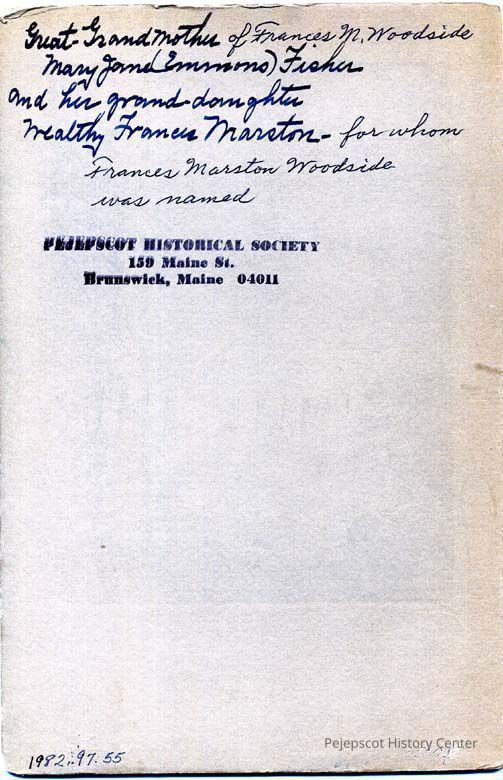 Great-Grandmother of Frances M. Woodside
Mary Jane (Emmons) Fisher
and her grand-daughter
Wealthy Frances Marston - for whom
Frances Marston Woodside
was named
PEJEPSCOT HISTORICAL SOCIETY
159 Maine St.
Brunswick, Maine 04011
Pejepscot History Center
1982.97.55